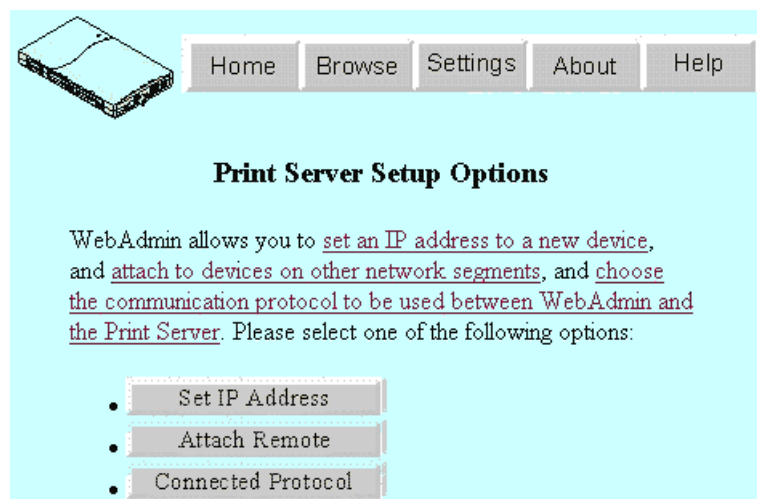 Home Browse Settings About Help
Print Server Setup Options
WebAdmin allows you to set an IP address to a new device,
and attach to devices on other network segments, and choose
the communication protocol to be used between WebAdmin and
the Print Server. Please select one of the following options:
Set IP Address
Attach Remote
Connected Protocol